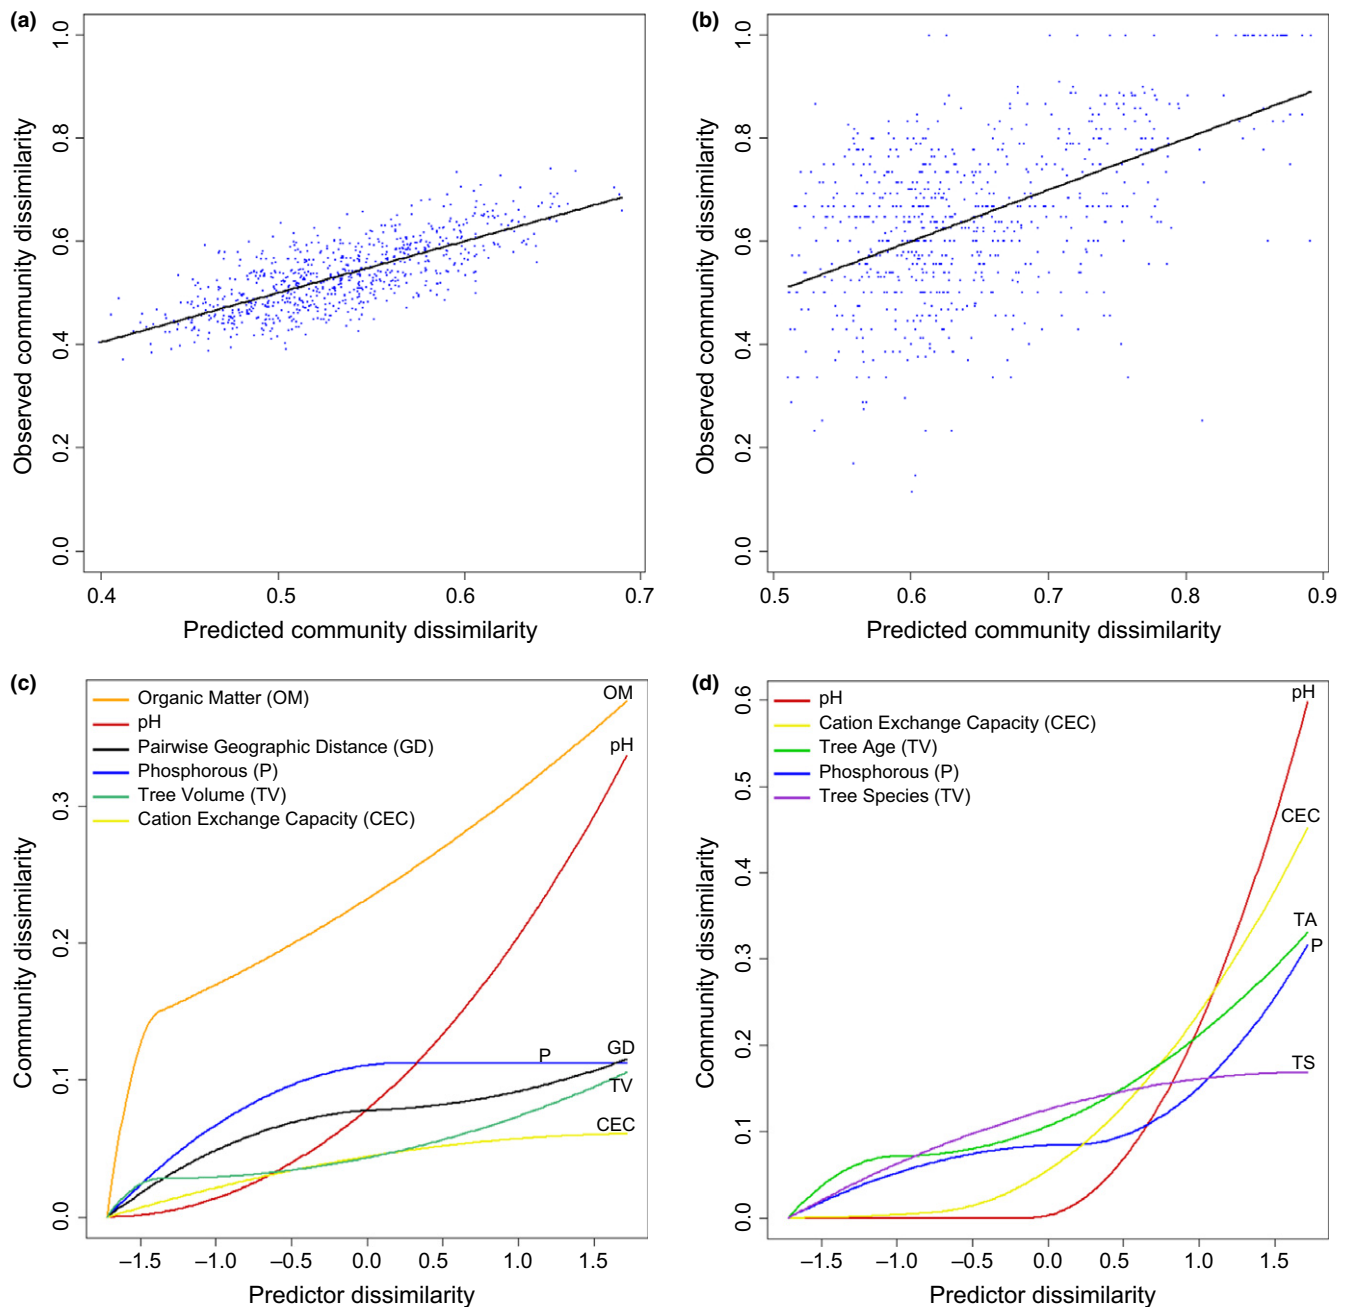 (a)
1.0
0.8
0.6
0.4
0.2
0.0
Observed community dissimilarity
0.4 0.5 0.6 0.7
Predicted community dissimilarity
(b)
1.0
0.8
0.6
0.4
0.2
0.0
Observed community dissimilarity
0.5 0.6 0.7 0.8 0.9
Predicted community dissimilarity
(c)
Organic Matter (OM)
pH
Pairwise Geographic Distance (GD)
Phosphorous (P)
Tree Volume (TV)
Cation Exchange Capacity (CEC)
OM
pH
P
GD
TV
CEC
0.3
0.2
0.1
0.0
Community dissimilarity
–1.5 –1.0 –0.5 0.0 0.5 1.0 1.5
Predictor dissimilarity
(d)
pH
Cation Exchange Capacity (CEC)
Tree Age (TV)
Phosphorous (P)
Tree Species (TV)
pH
CEC
TA
P
TS
0.6
0.5
0.4
0.3
0.2
0.1
0.0
Community dissimilarity
–1.5 –1.0 –0.5 0.0 0.5 1.0 1.5
Predictor dissimilarity